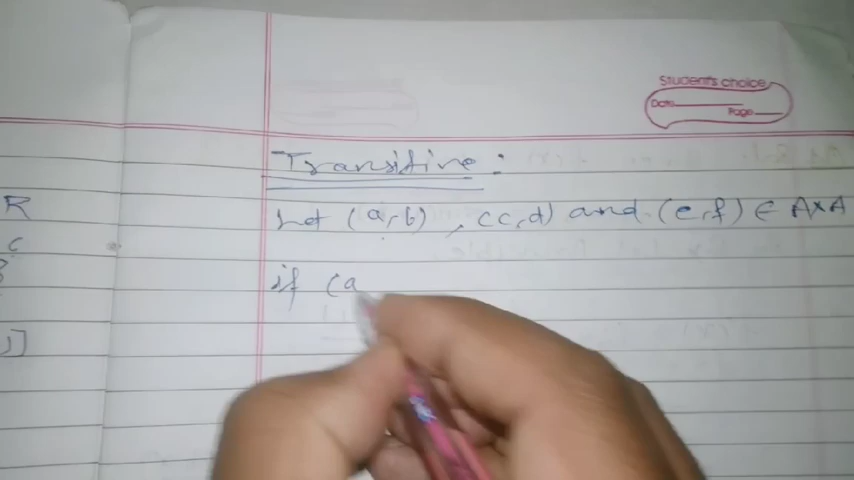 Student's choice
Date
Page
Transitive :
R
Let (a,b) , (c,d) and (e,f) ∈ A×A
c
if (a